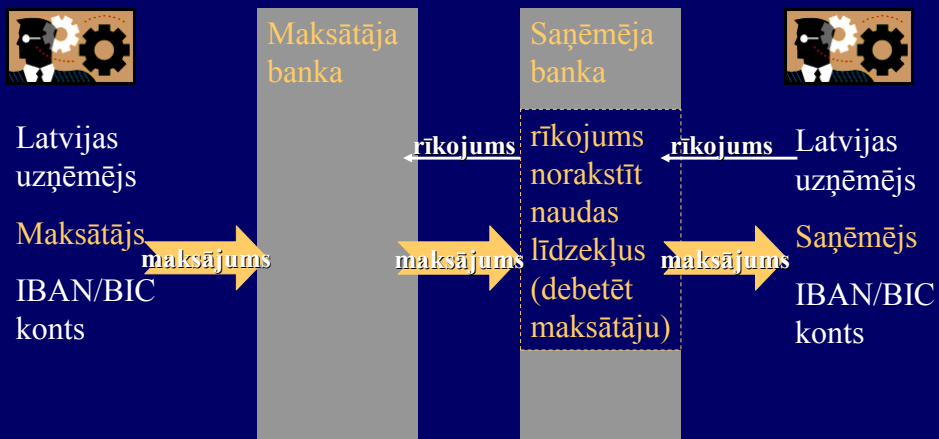 Maksātāja
banka
Saņēmēja
banka
Latvijas
uzņēmējs
Maksātājs
IBAN/BIC
konts
maksājums
rīkojums
maksājums
rīkojums
norakstīt
naudas
līdzekļus
(debetēt
maksātāju)
rīkojums
maksājums
Latvijas
uzņēmējs
Saņēmējs
IBAN/BIC
konts